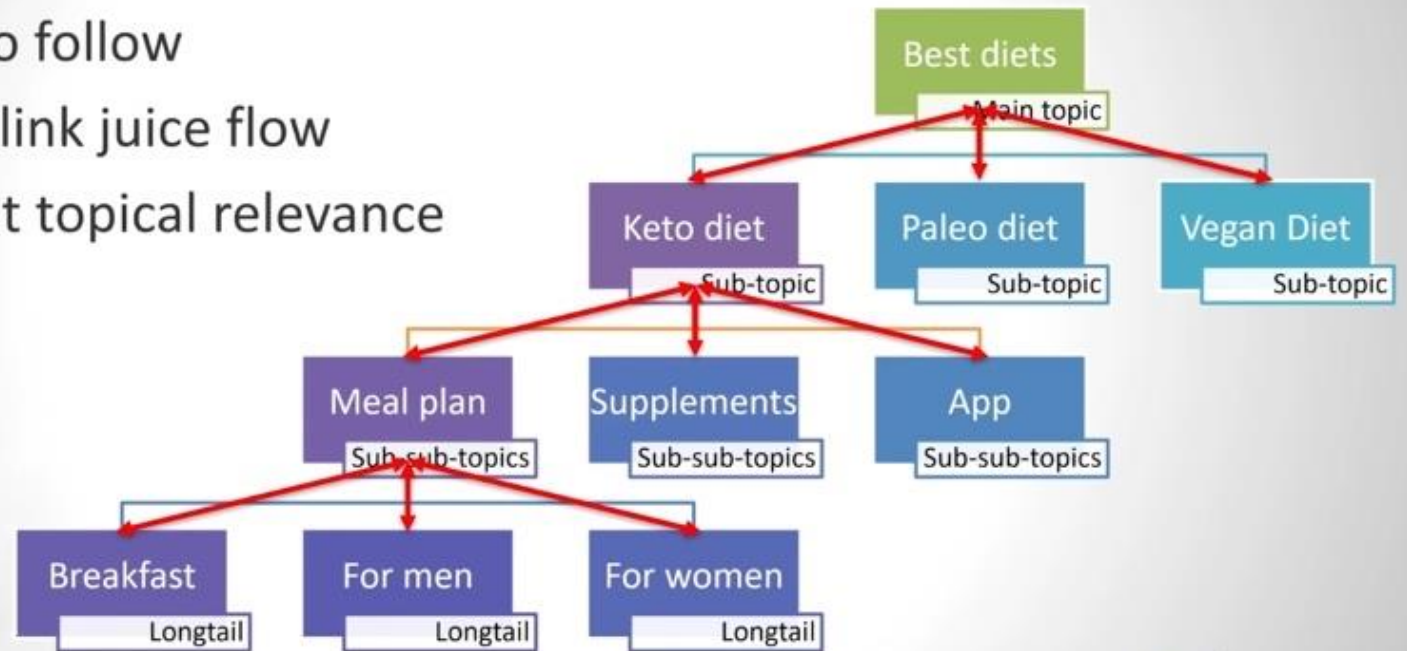 o follow
link juice flow
t topical relevance
Best diets
Main topic
Keto diet
Sub-topic
Paleo diet
Sub-topic
Vegan Diet
Sub-topic
Meal plan
Sub-sub-topics
Supplements
Sub-sub-topics
App
Sub-sub-topics
Breakfast
Longtail
For men
Longtail
For women
Longtail